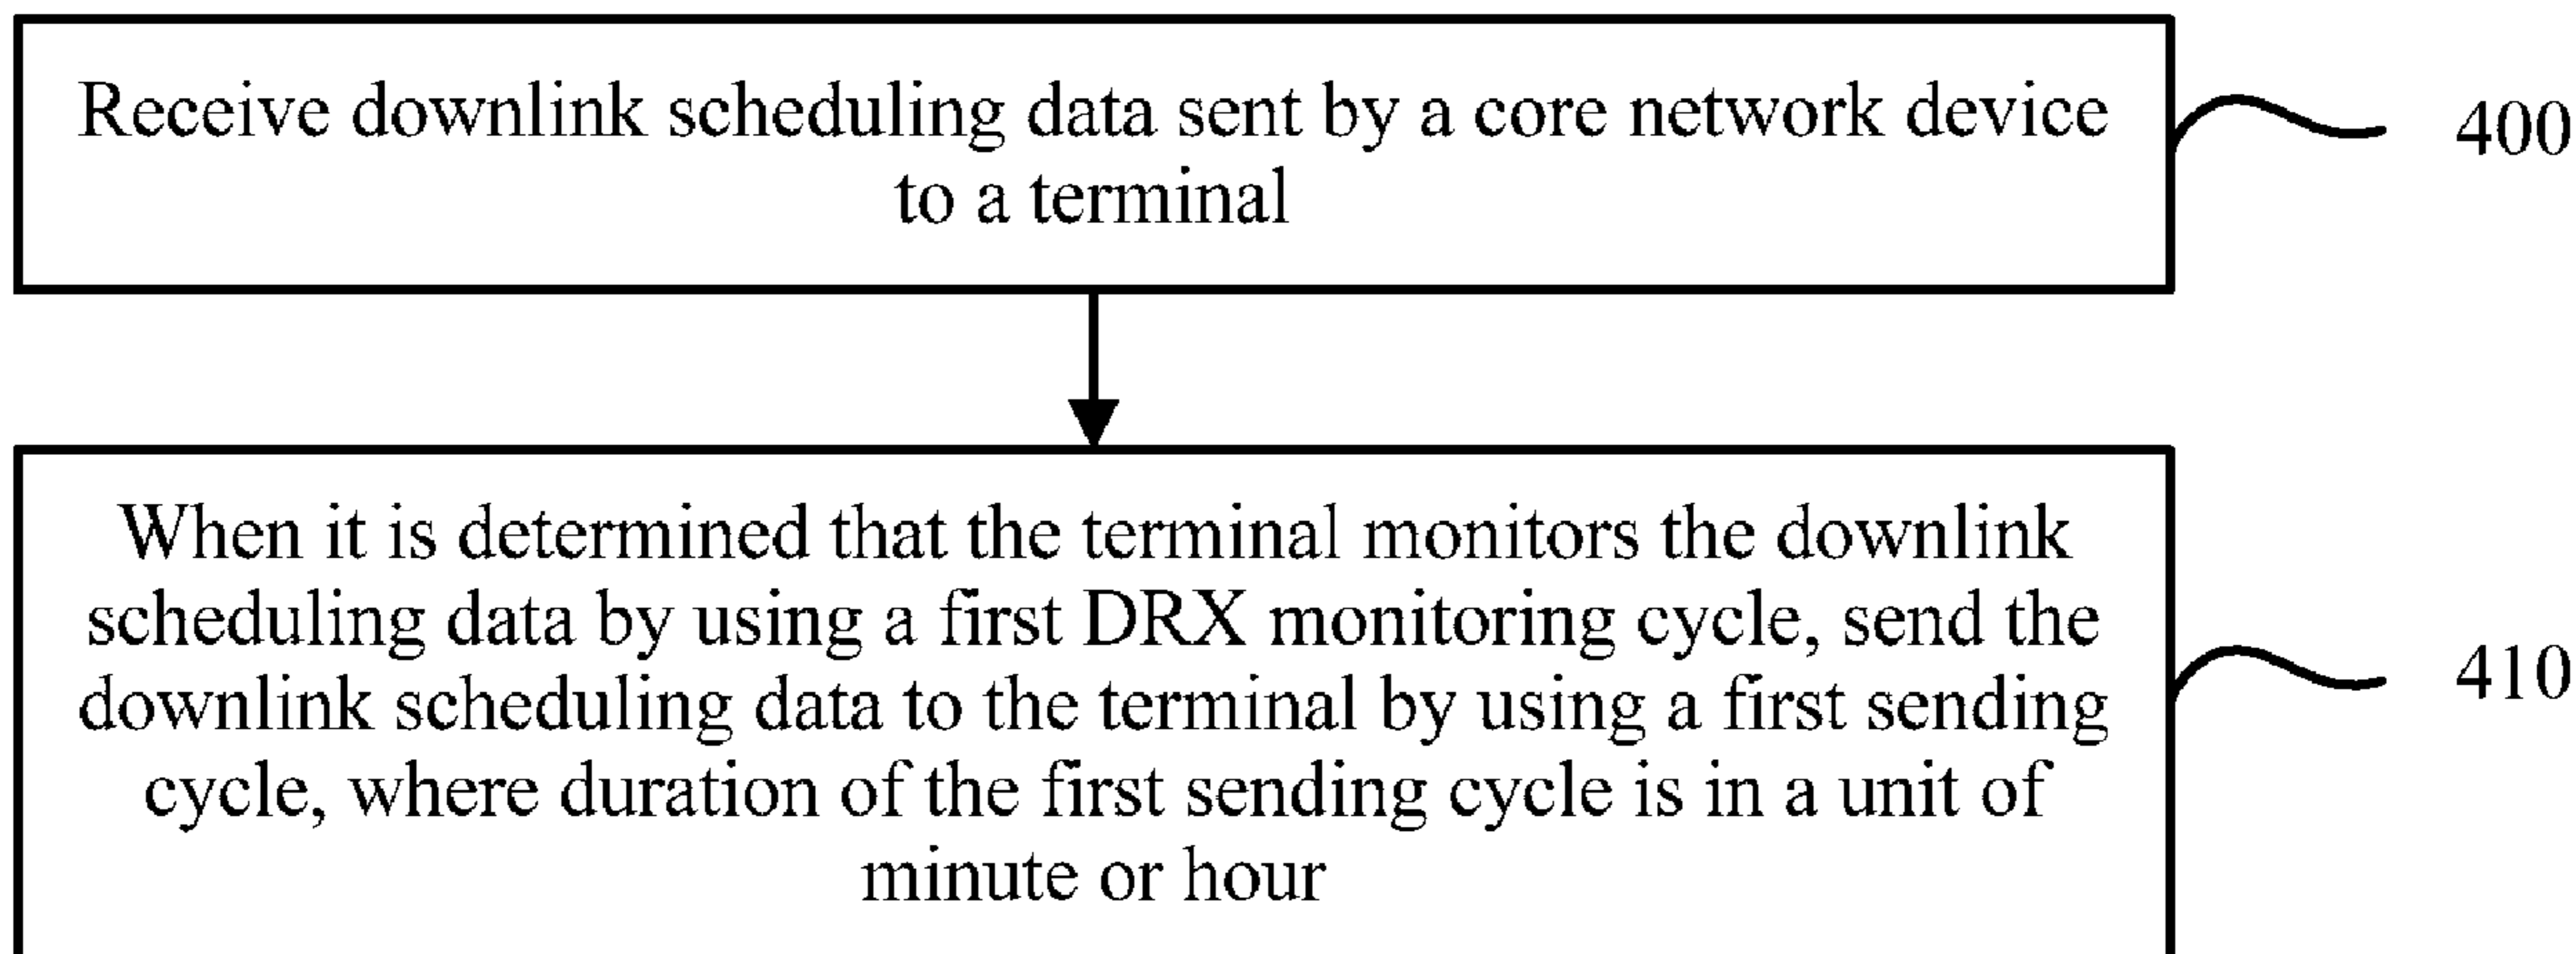 Receive downlink scheduling data sent by a core network device
to a terminal
400
When it is determined that the terminal monitors the downlink
scheduling data by using a first DRX monitoring cycle, send the
downlink scheduling data to the terminal by using a first sending
cycle, where duration of the first sending cycle is in a unit of
minute or hour
410